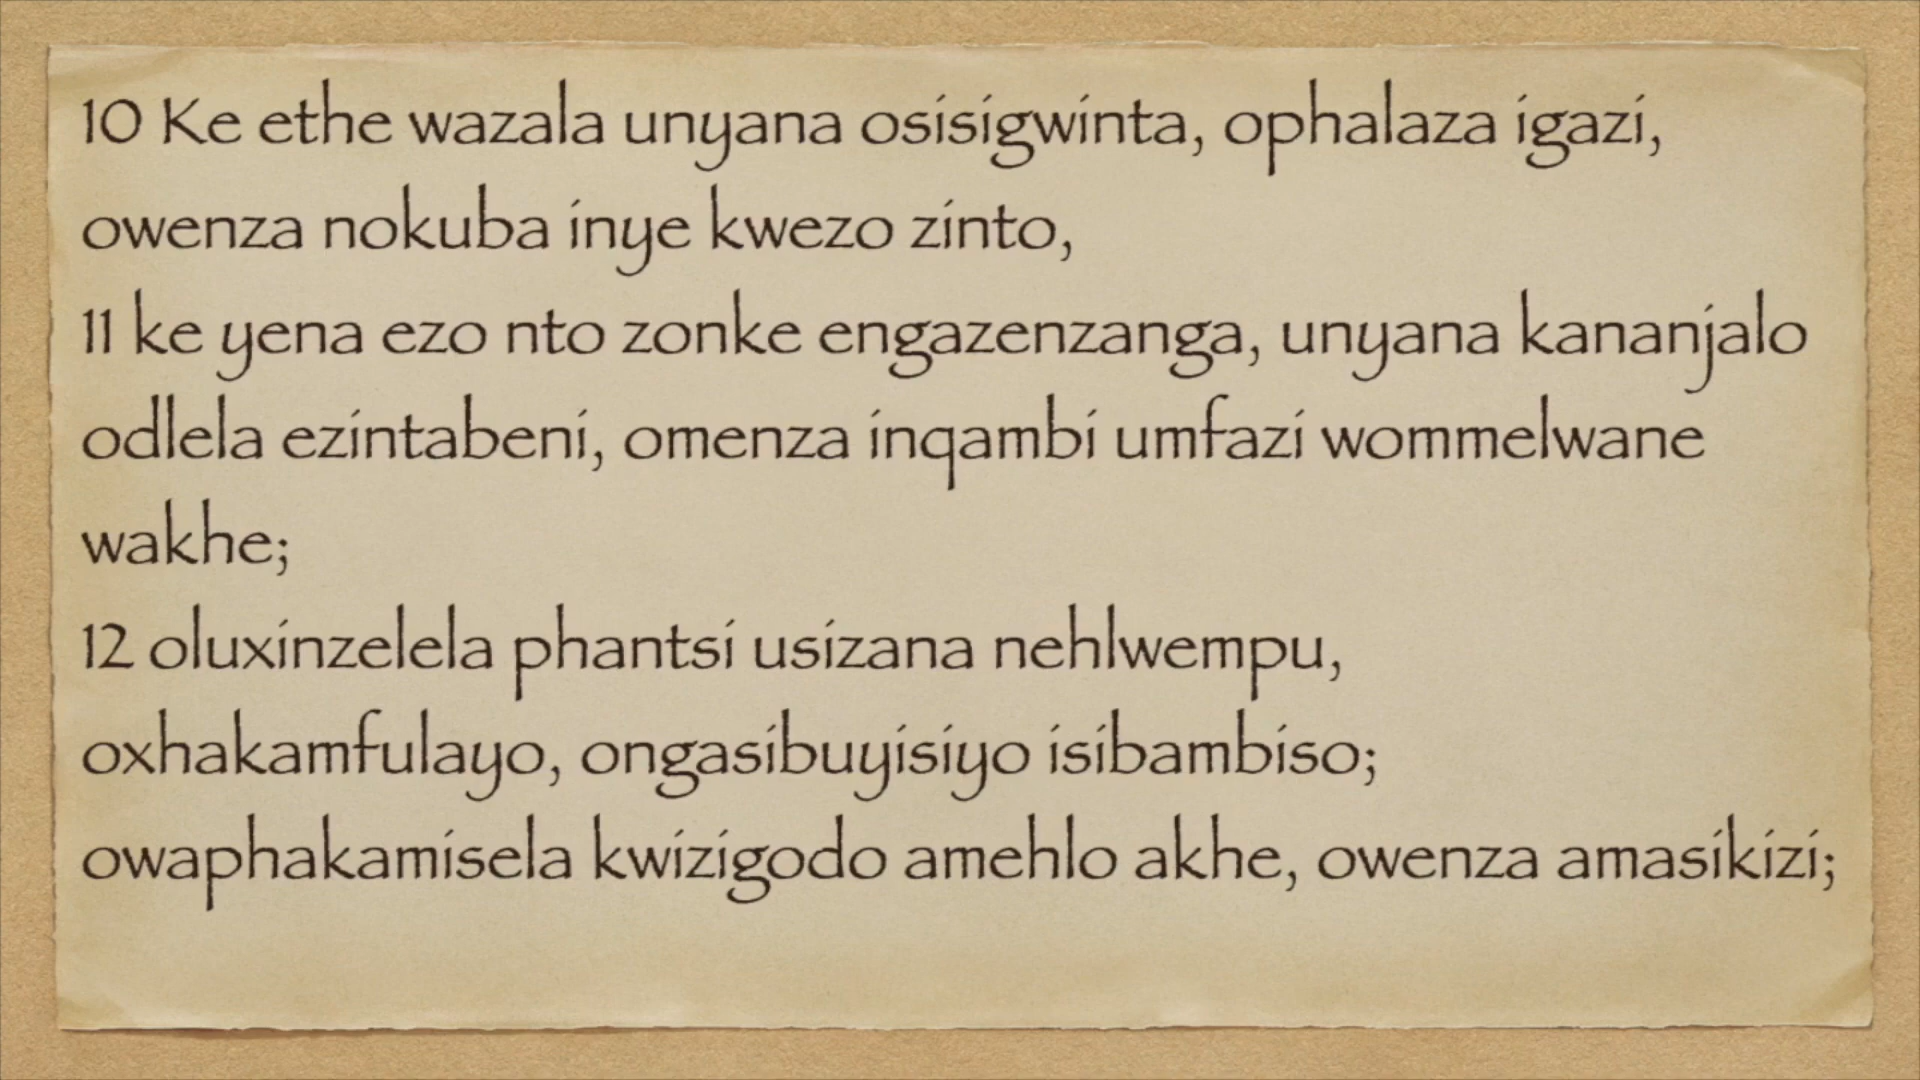 10 Ke ethe wazala unyana osisigwinta, ophalaza igazi,
owenza nokuba inye kwezo zinto,
11 ke yena ezo nto zonke engazenzanga, unyana kananjalo
odlela ezintabeni, omenza inqambi umfazi wommelwane
wakhe;
12 oluxinzelela phantsi usizana nehlwempu,
oxhakamfulayo, ongasibuyisiyo isibambiso;
owaphakamisela kwizigodo amehlo akhe, owenza amasikizi;